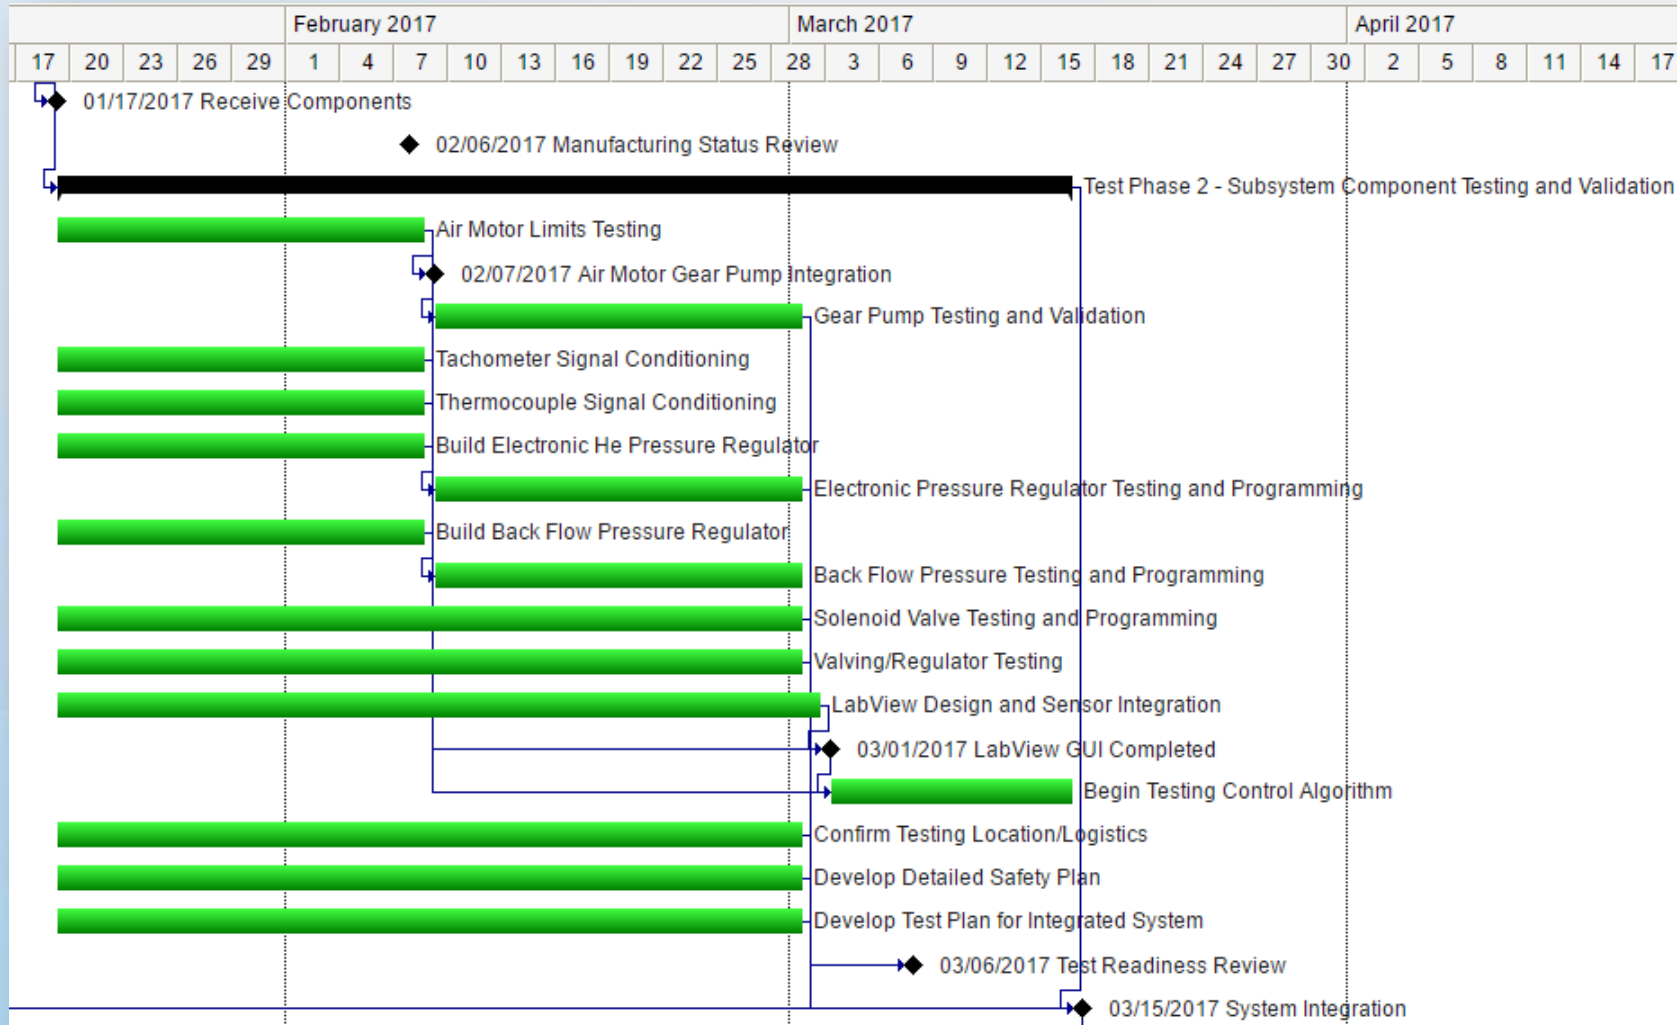 February 2017 March 2017 April 2017
17 20 23 26 29 1 4 7 10 13 16 19 22 25 28 3 6 9 12 15 18 21 24 27 30 2 5 8 11 14 17
01/17/2017 Receive Components
02/06/2017 Manufacturing Status Review
Test Phase 2 - Subsystem Component Testing and Validation
Air Motor Limits Testing
02/07/2017 Air Motor Gear Pump Integration
Gear Pump Testing and Validation
Tachometer Signal Conditioning
Thermocouple Signal Conditioning
Build Electronic He Pressure Regulator
Electronic Pressure Regulator Testing and Programming
Build Back Flow Pressure Regulator
Back Flow Pressure Testing and Programming
Solenoid Valve Testing and Programming
Valving/Regulator Testing
LabView Design and Sensor Integration
03/01/2017 LabView GUI Completed
Begin Testing Control Algorithm
Confirm Testing Location/Logistics
Develop Detailed Safety Plan
Develop Test Plan for Integrated System
03/06/2017 Test Readiness Review
03/15/2017 System Integration